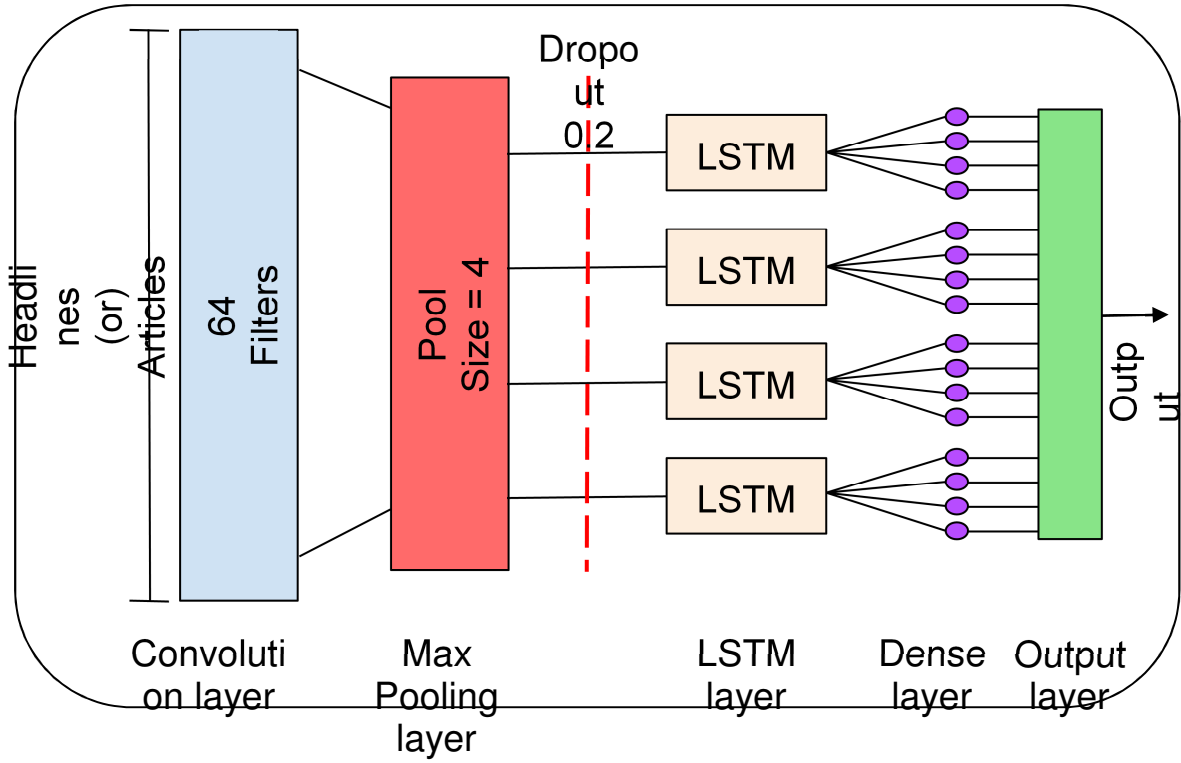 Headli
nes
(or)
Articles
64
Filters
Pool
Size = 4
Dropo
ut
0.2
LSTM
LSTM
LSTM
LSTM
Outp
ut
Convoluti
on layer
Max
Pooling
layer
LSTM
layer
Dense
layer
Output
layer